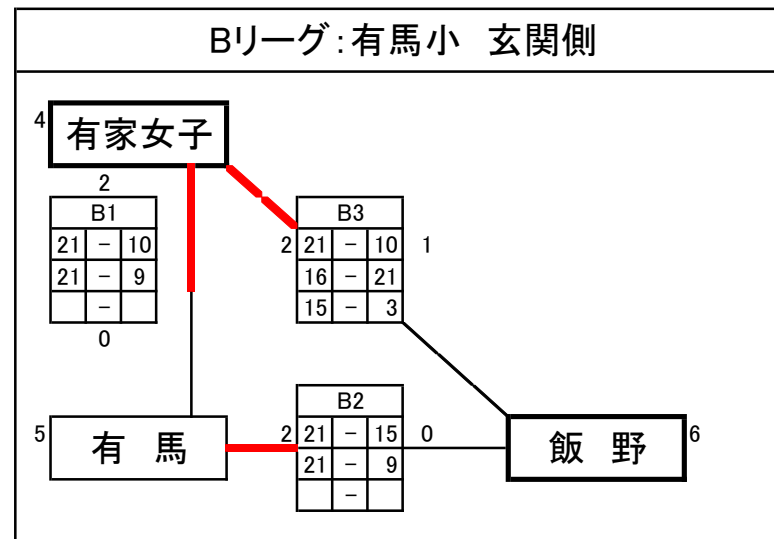 Bリーグ：有馬小 玄関側
4 有家女子
2
B1
21 － 10
21 － 9
－
0
B3
2 21 － 10 1
16 － 21
15 － 3
5 有 馬
B2
2 21 － 15 0
21 － 9
－
飯 野 6